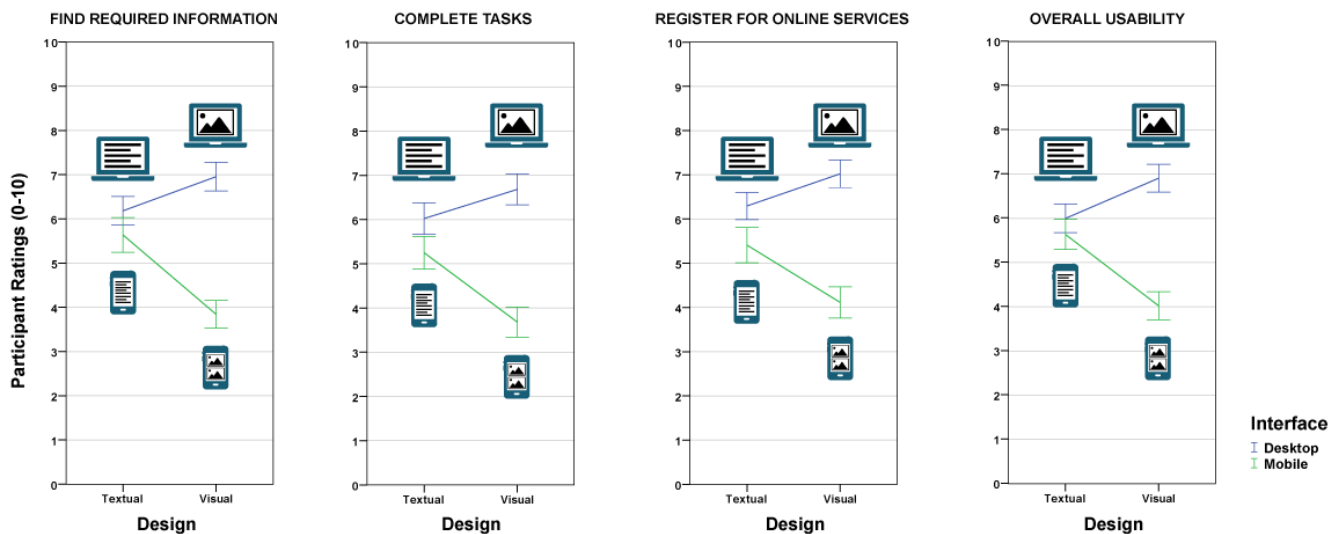 FIND REQUIRED INFORMATION
COMPLETE TASKS
REGISTER FOR ONLINE SERVICES
OVERALL USABILITY
Participant Ratings (0-10)
10
9
8
7
6
5
4
3
2
1
0
Textual
Visual
Design
10
9
8
7
6
5
4
3
2
1
0
Textual
Visual
Design
10
9
8
7
6
5
4
3
2
1
0
Textual
Visual
Design
10
9
8
7
6
5
4
3
2
1
0
Textual
Visual
Design
Interface
Desktop
Mobile